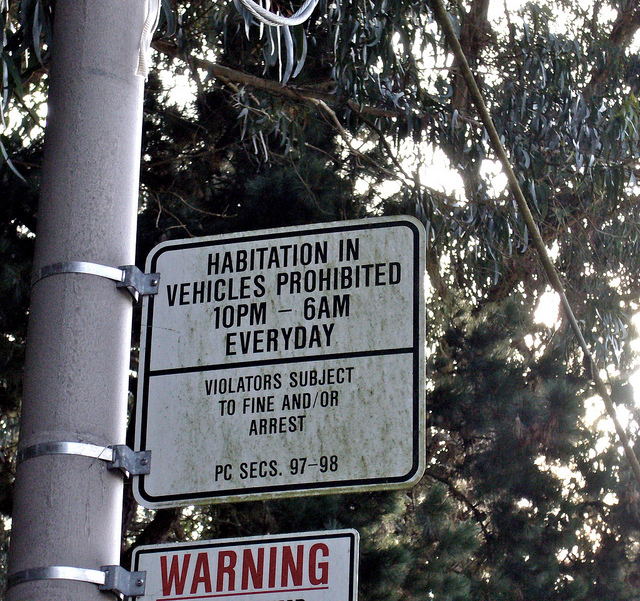 HABITATION IN
VEHICLES PROHIBITED
10PM – 6AM
EVERYDAY
VIOLATORS SUBJECT
TO FINE AND/OR
ARREST
PC SECS. 97–98
WARNING